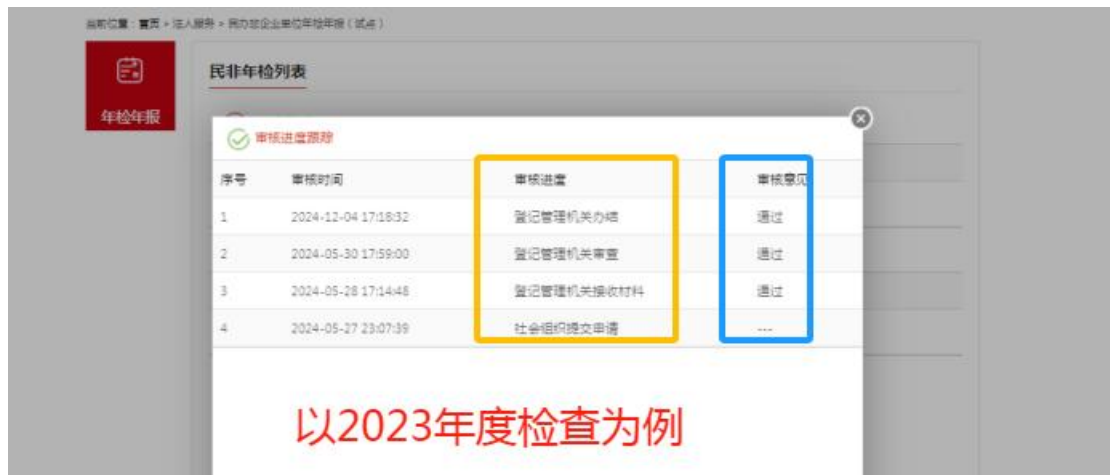 当前位置：首页 > 法人服务 > 民办非企业单位年检年报（试点）
民非年检列表
年检年报
审核进度跟踪
序号 审核时间 审核进度 审核意见
1 2024-12-04 17:18:32 登记管理机关办结 通过
2 2024-05-30 17:59:00 登记管理机关审查 通过
3 2024-05-28 17:14:48 登记管理机关接收材料 通过
4 2024-05-27 23:07:39 社会组织提交申请 ---
以2023年度检查为例